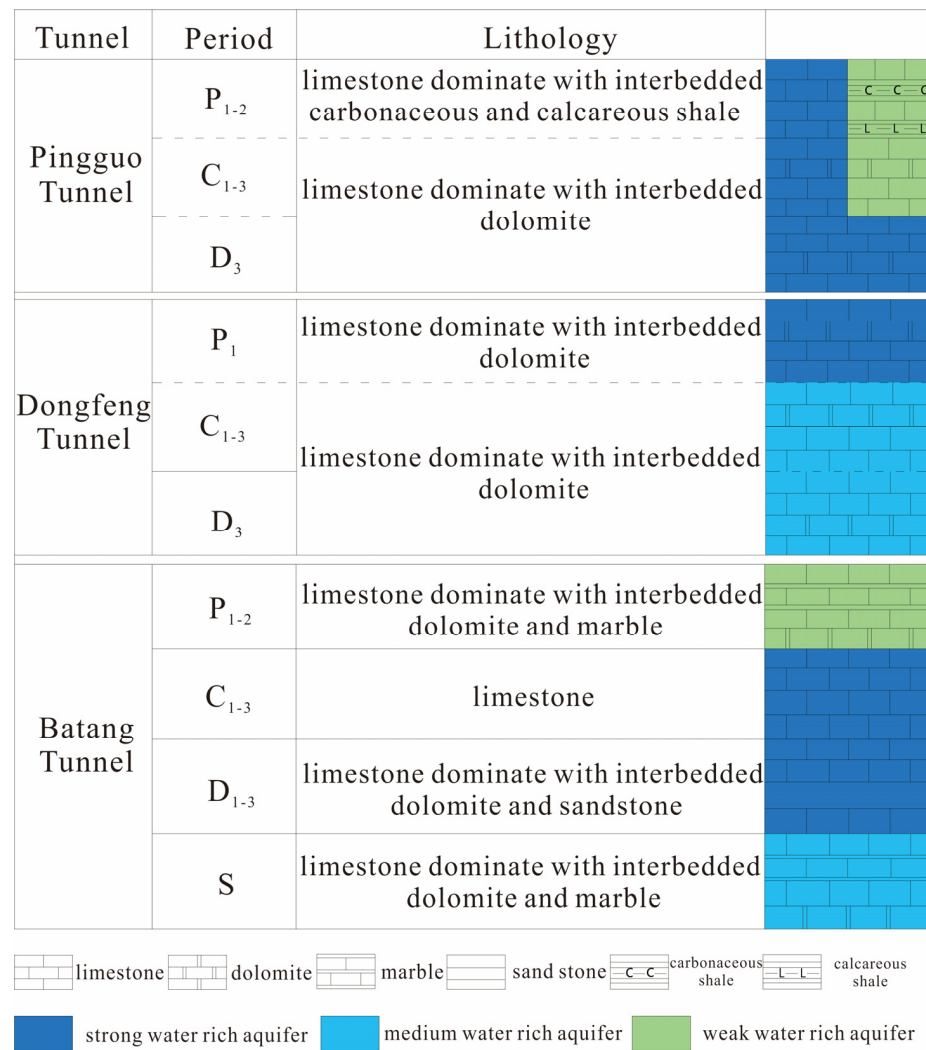 Tunnel Period Lithology
Pingguo Tunnel
P1-2
limestone dominate with interbedded
carbonaceous and calcareous shale
C C C
L L L
C1-3
limestone dominate with interbedded
dolomite
D3
Dongfeng Tunnel
P1
limestone dominate with interbedded
dolomite
C1-3
limestone dominate with interbedded
dolomite
D3
Batang Tunnel
P1-2
limestone dominate with interbedded
dolomite and marble
C1-3
limestone
D1-3
limestone dominate with interbedded
dolomite and sandstone
S
limestone dominate with interbedded
dolomite and marble
limestone dolomite marble sand stone C C carbonaceous shale L L calcareous shale
strong water rich aquifer medium water rich aquifer weak water rich aquifer